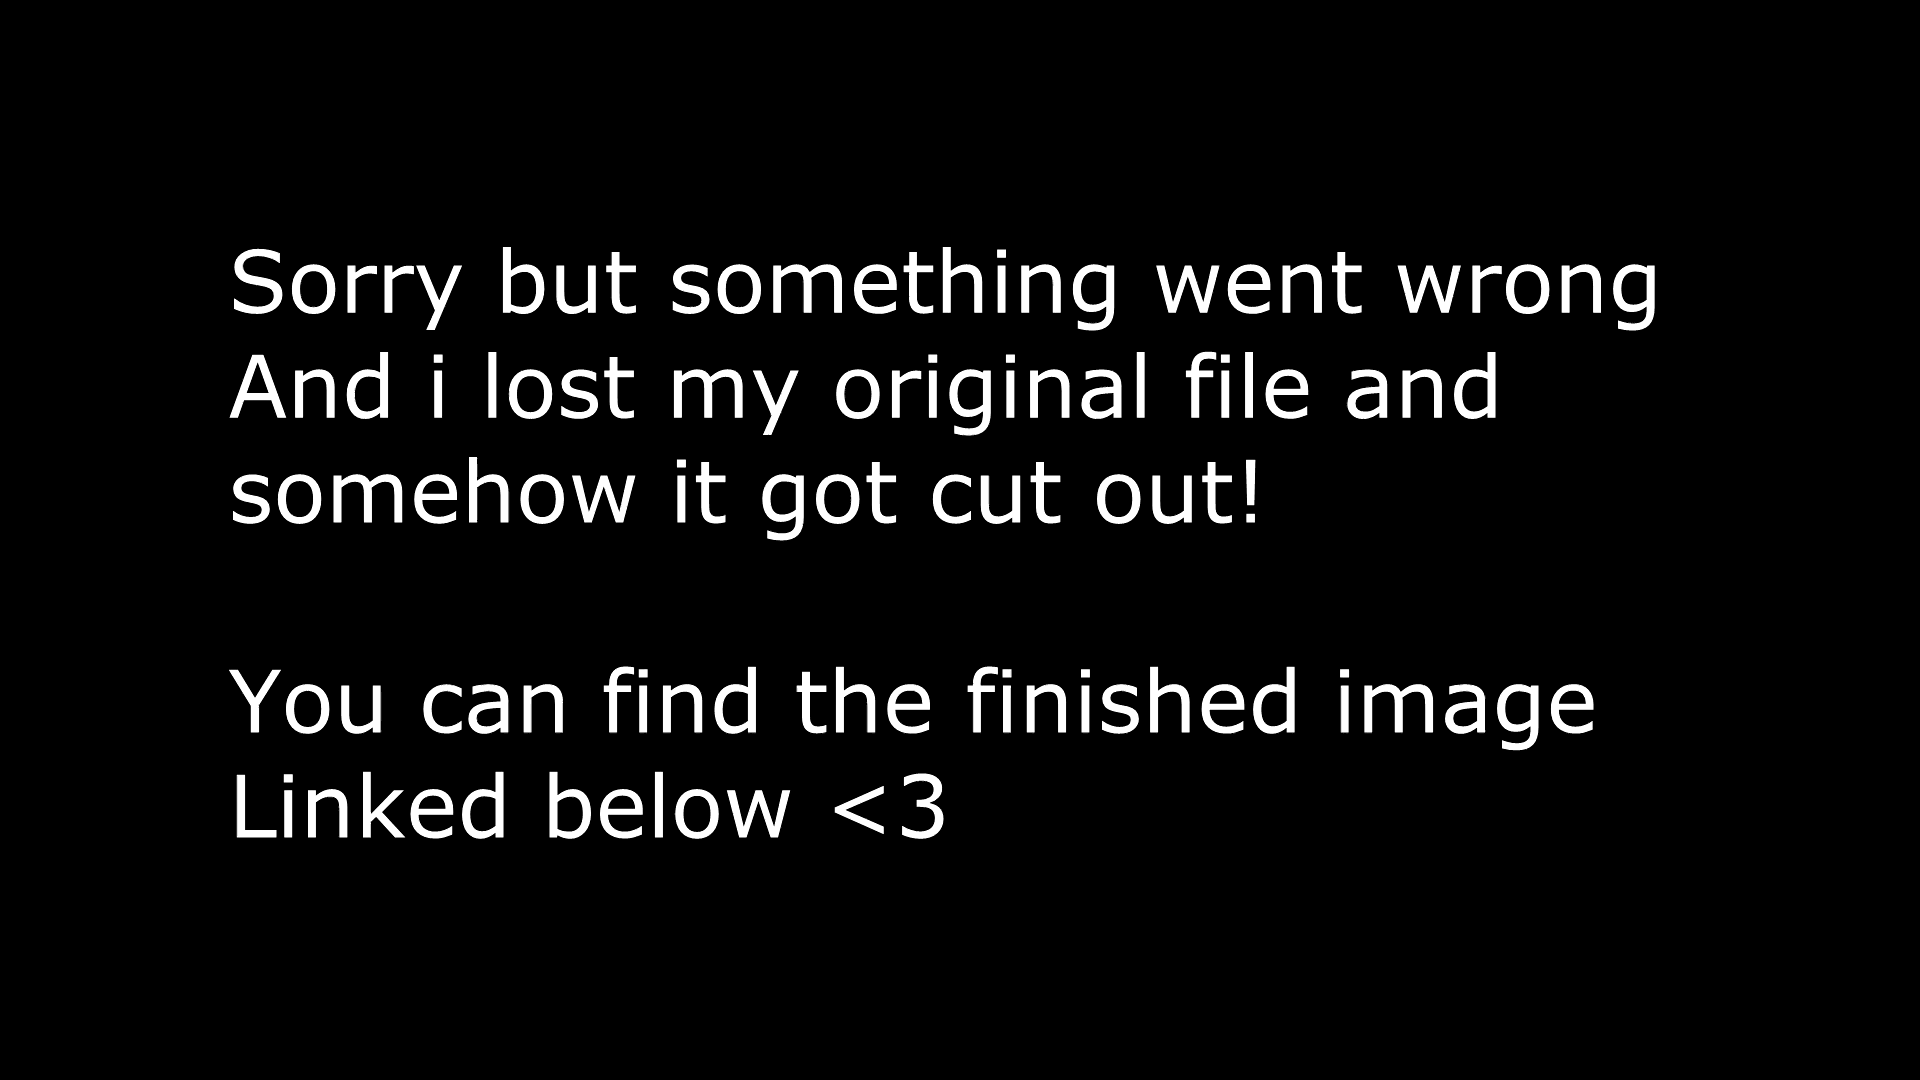 Sorry but something went wrong
And i lost my original file and
somehow it got cut out!
You can find the finished image
Linked below <3